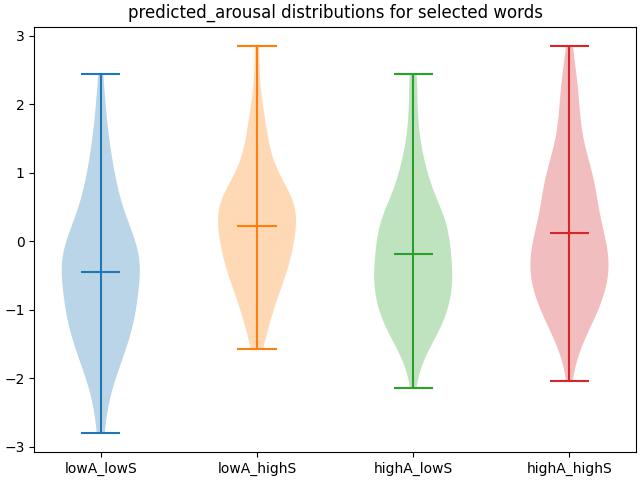 predicted_arousal distributions for selected words
3
2
1
0
−1
−2
−3
lowA_lowS
lowA_highS
highA_lowS
highA_highS